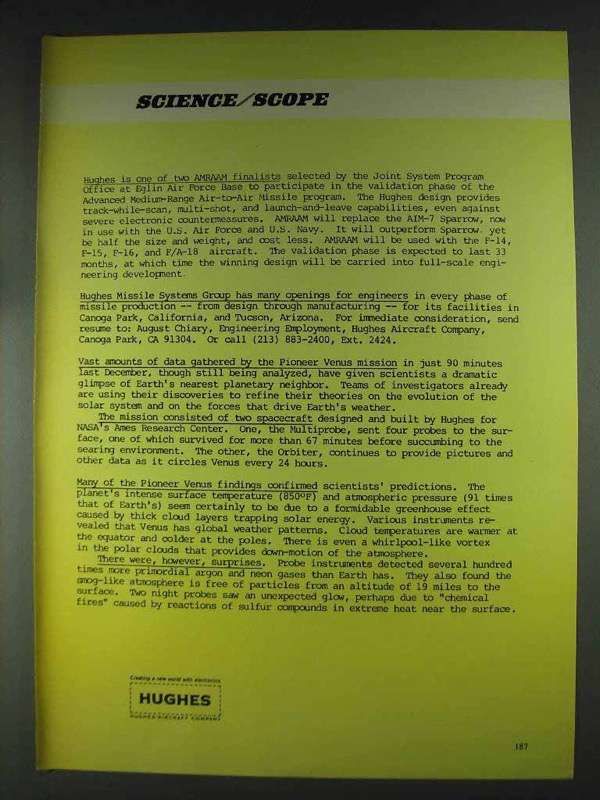 SCIENCE/SCOPE
Hughes is one of two AMRAAM finalists selected by the Joint System Program
Office at Eglin Air Force Base to participate in the validation phase of the
Advanced Medium-Range Air-to-Air Missile program. The Hughes design provides
track-while-scan, multi-shot, and launch-and-leave capabilities, even against
severe electronic countermeasures. AMRAAM will replace the AIM-7 Sparrow, now
in use with the U.S. Air Force and U.S. Navy. It will outperform Sparrow, yet
be half the size and weight, and cost less. AMRAAM will be used with the F-14,
F-15, F-16, and F/A-18 aircraft. The validation phase is expected to last 33
months, at which time the winning design will be carried into full-scale engi-
neering development.
Hughes Missile Systems Group has many openings for engineers in every phase of
missile production -- from design through manufacturing -- for its facilities in
Canoga Park, California, and Tucson, Arizona. For immediate consideration, send
resume to: August Chiary, Engineering Employment, Hughes Aircraft Company,
Canoga Park, CA 91304. Or call (213) 883-2400, Ext. 2424.
Vast amounts of data gathered by the Pioneer Venus mission in just 90 minutes
last December, though still being analyzed, have given scientists a dramatic
glimpse of Earth's nearest planetary neighbor. Teams of investigators already
are using their discoveries to refine their theories on the evolution of the
solar system and on the forces that drive Earth's weather.
The mission consisted of two spacecraft designed and built by Hughes for
NASA's Ames Research Center. One, the Multiprobe, sent four probes to the sur-
face, one of which survived for more than 67 minutes before succumbing to the
searing environment. The other, the Orbiter, continues to provide pictures and
other data as it circles Venus every 24 hours.
Many of the Pioneer Venus findings confirmed scientists' predictions. The
planet's intense surface temperature (850ºF) and atmospheric pressure (91 times
that of Earth's) seem certainly to be due to a formidable greenhouse effect
caused by thick cloud layers trapping solar energy. Various instruments re-
vealed that Venus has global weather patterns. Cloud temperatures are warmer at
the equator and colder at the poles. There is even a whirlpool-like vortex
in the polar clouds that provides down-motion of the atmosphere.
There were, however, surprises. Probe instruments detected several hundred
times more primordial argon and neon gases than Earth has. They also found the
smog-like atmosphere is free of particles from an altitude of 19 miles to the
surface. Two night probes saw an unexpected glow, perhaps due to "chemical
fires" caused by reactions of sulfur compounds in extreme heat near the surface.
Creating a new world with electronics
HUGHES
HUGHES AIRCRAFT COMPANY
187